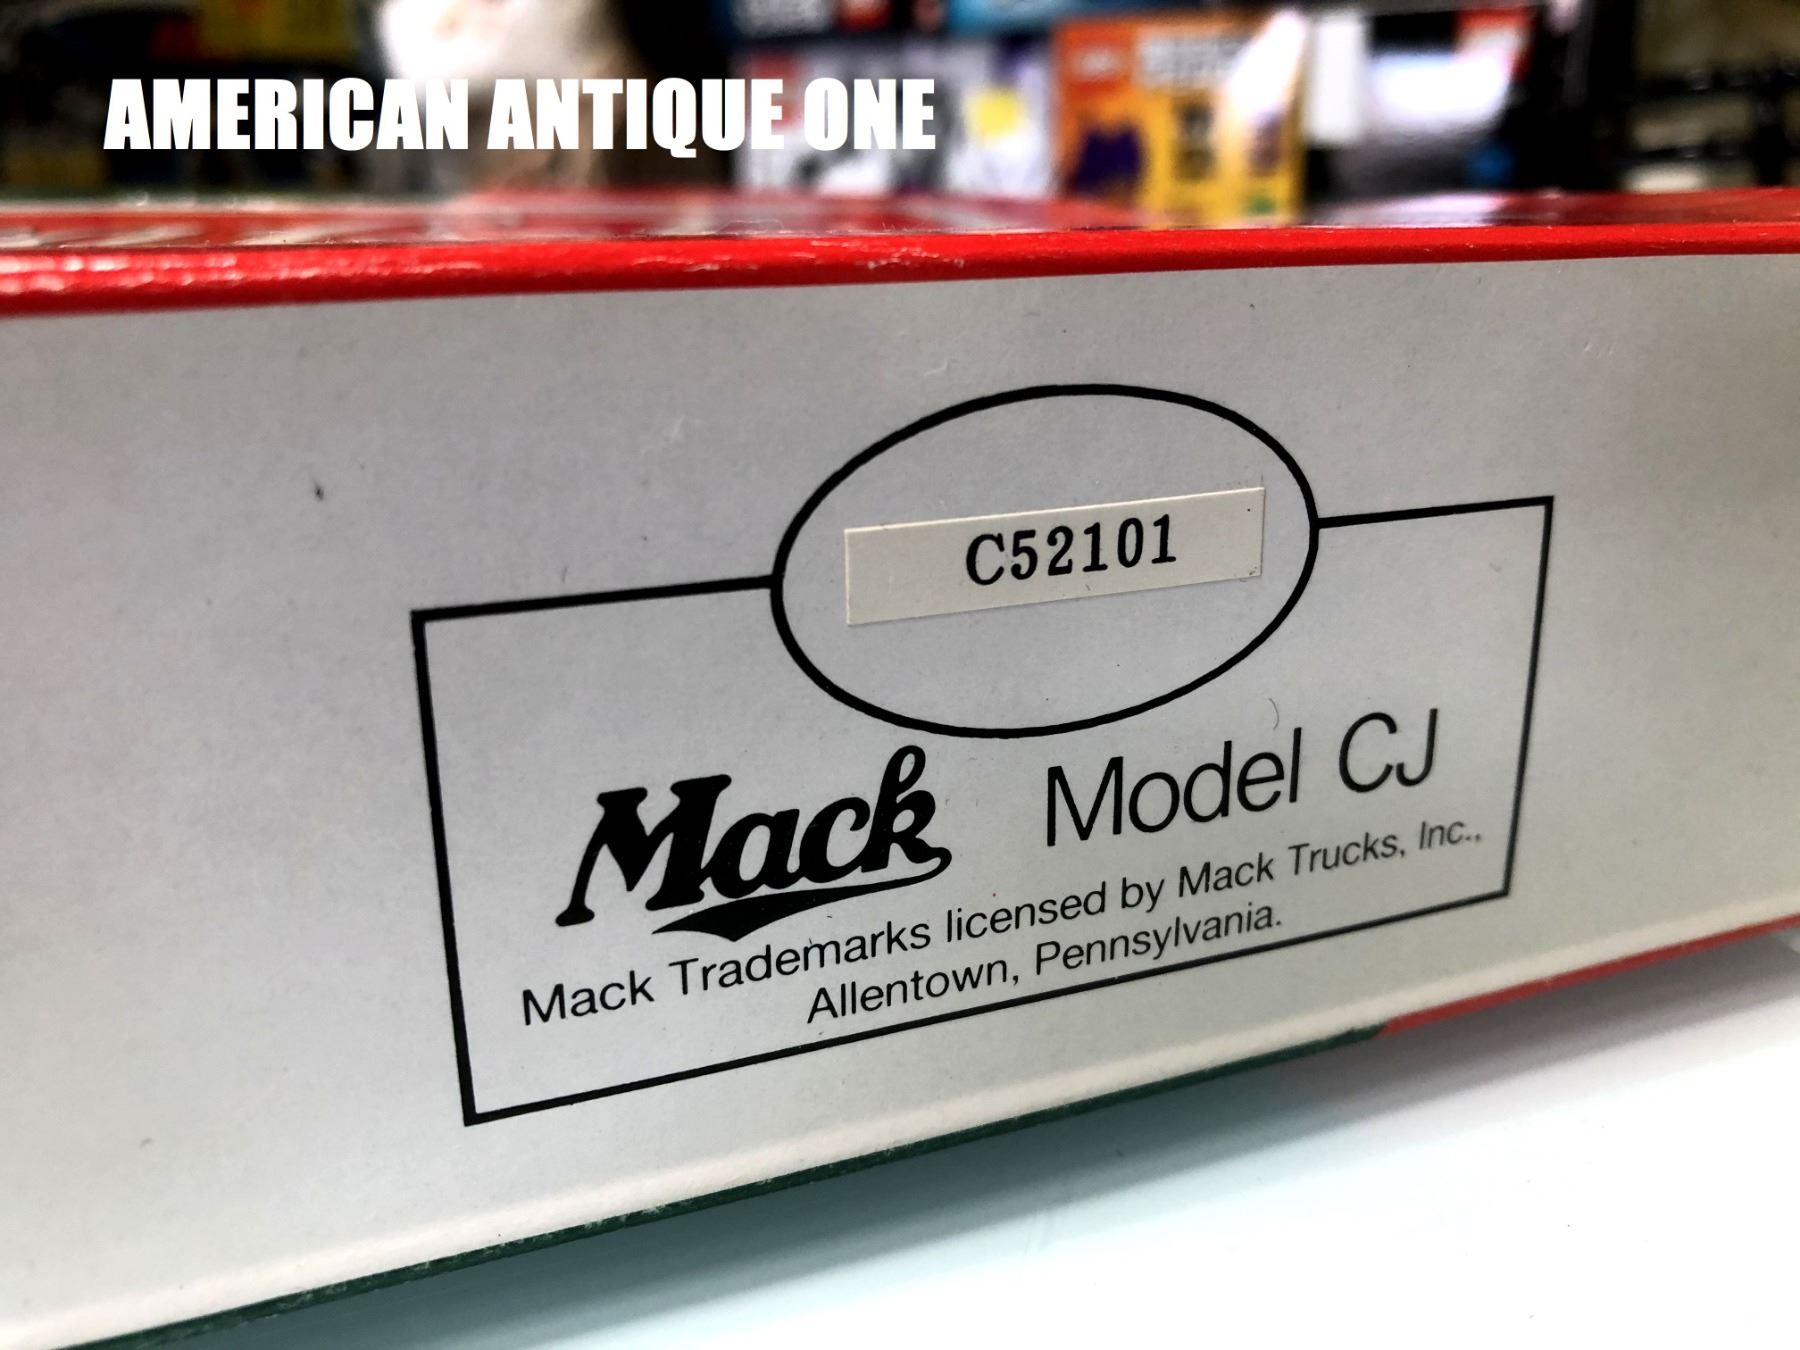 AMERICAN ANTIQUE ONE
C52101
Mack Model CJ
Mack Trademarks licensed by Mack Trucks, Inc.,
Allentown, Pennsylvania.